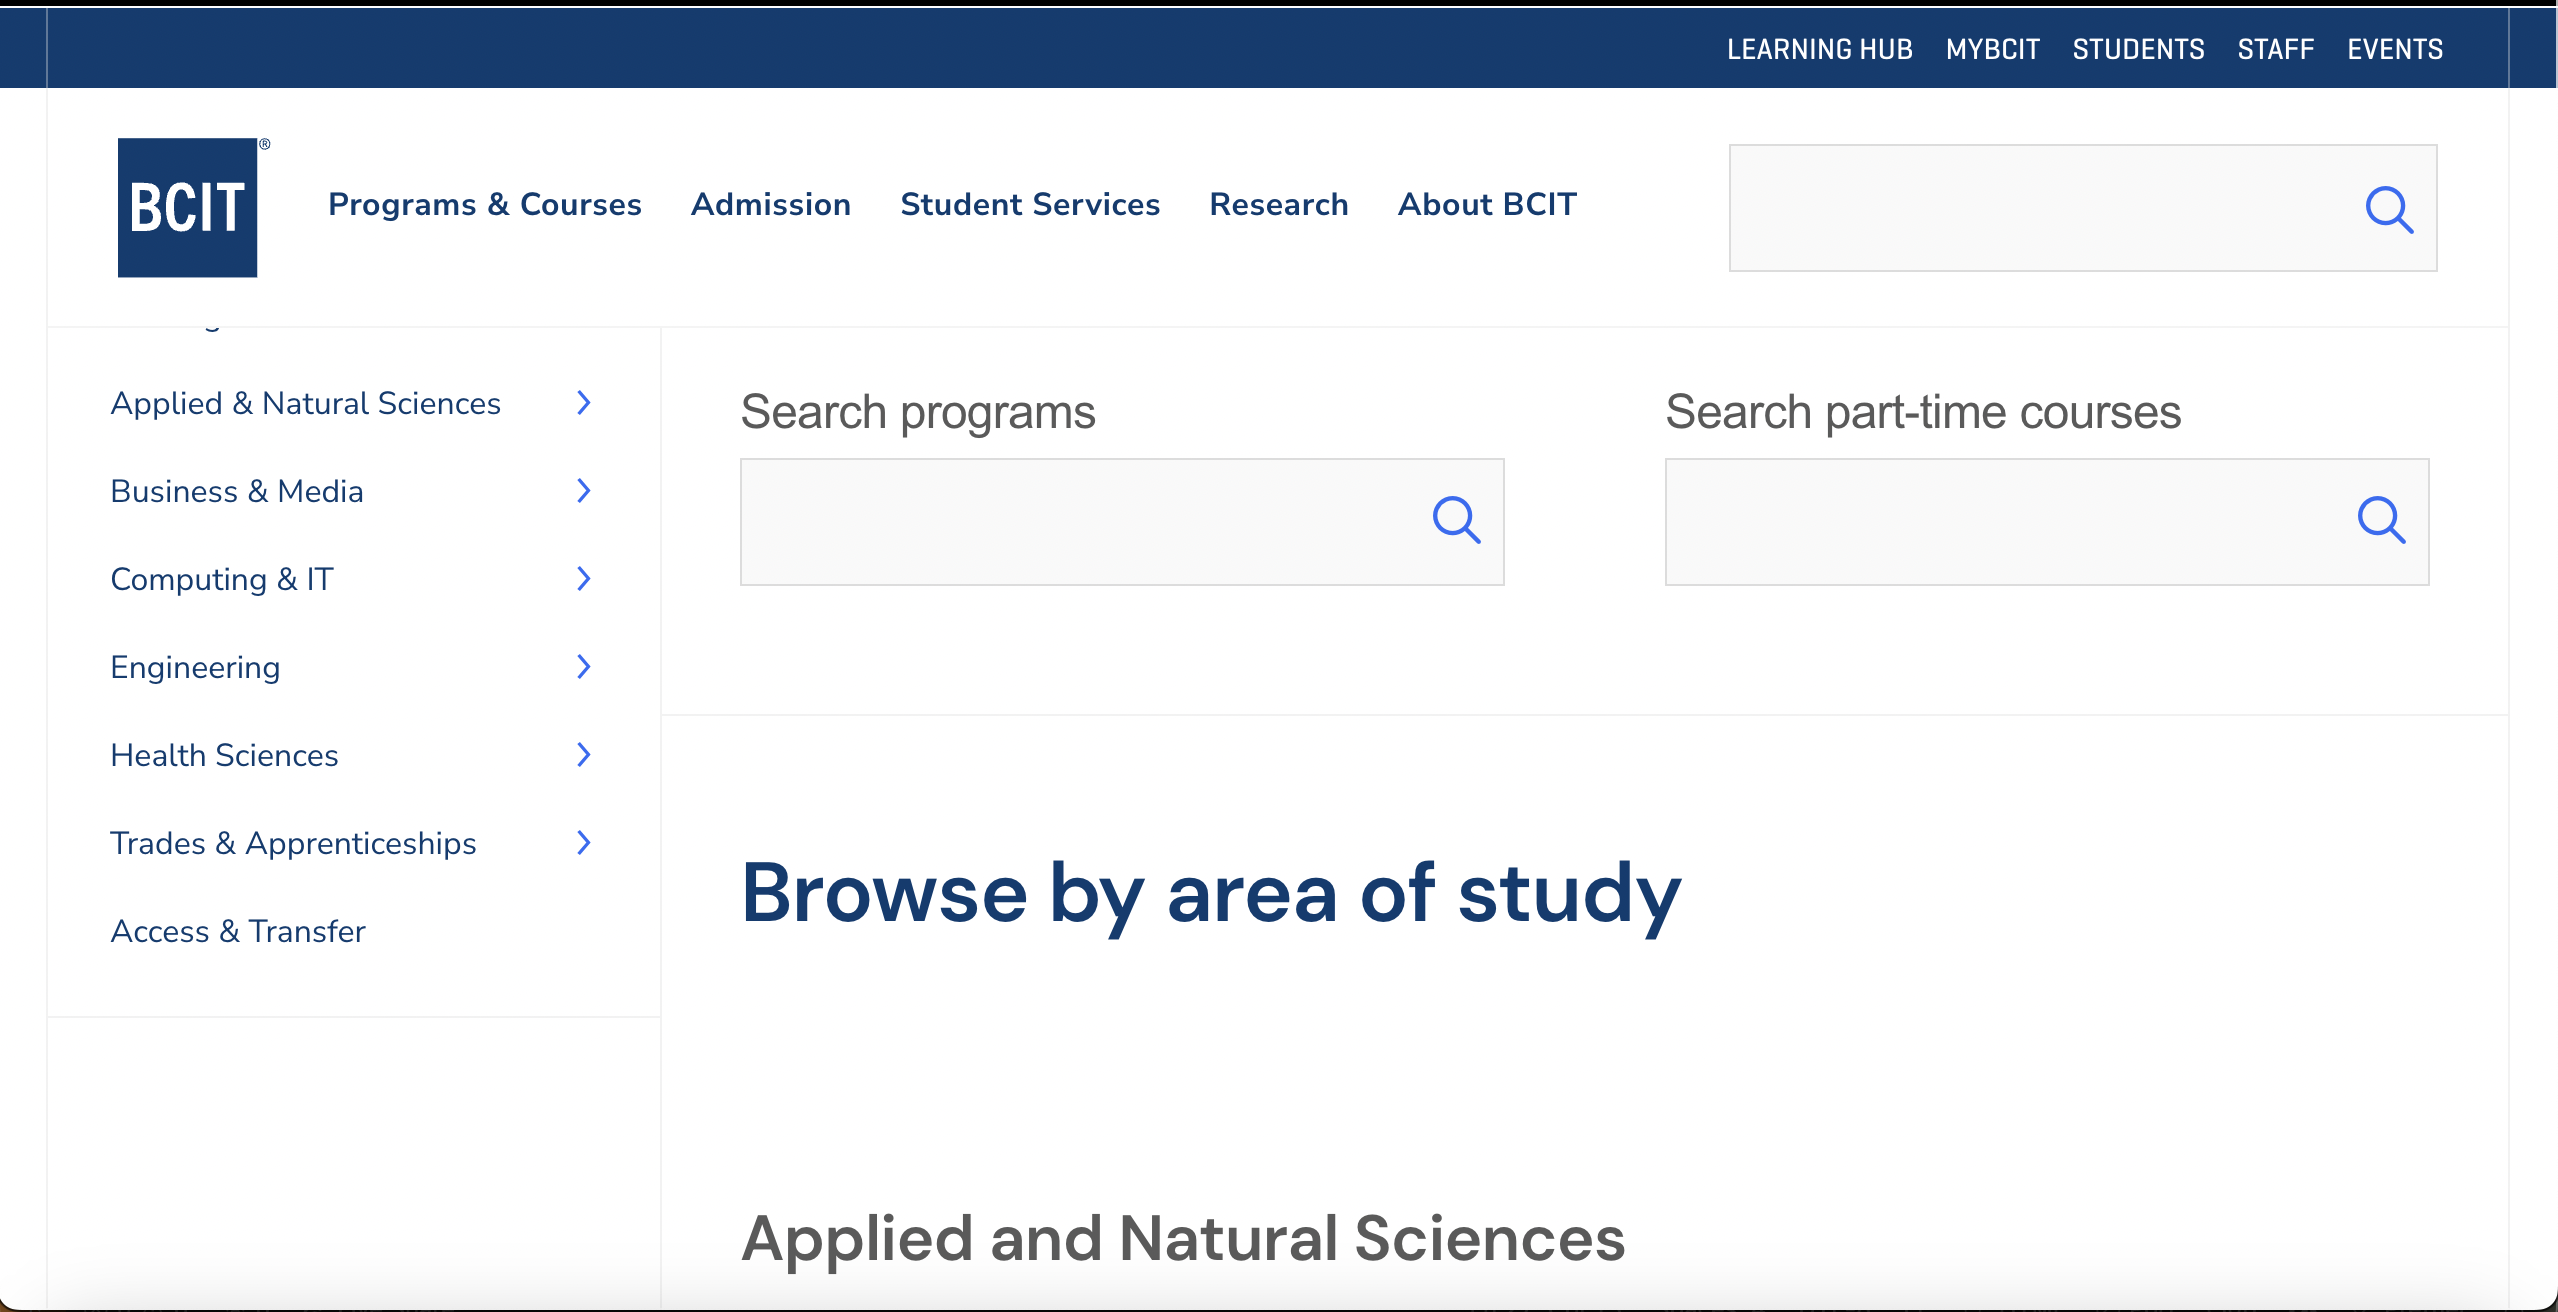 LEARNING HUB MYBCIT STUDENTS STAFF EVENTS
BCIT®
Programs & Courses Admission Student Services Research About BCIT
Applied & Natural Sciences
Business & Media
Computing & IT
Engineering
Health Sciences
Trades & Apprenticeships
Access & Transfer
Search programs
Search part-time courses
Browse by area of study
Applied and Natural Sciences